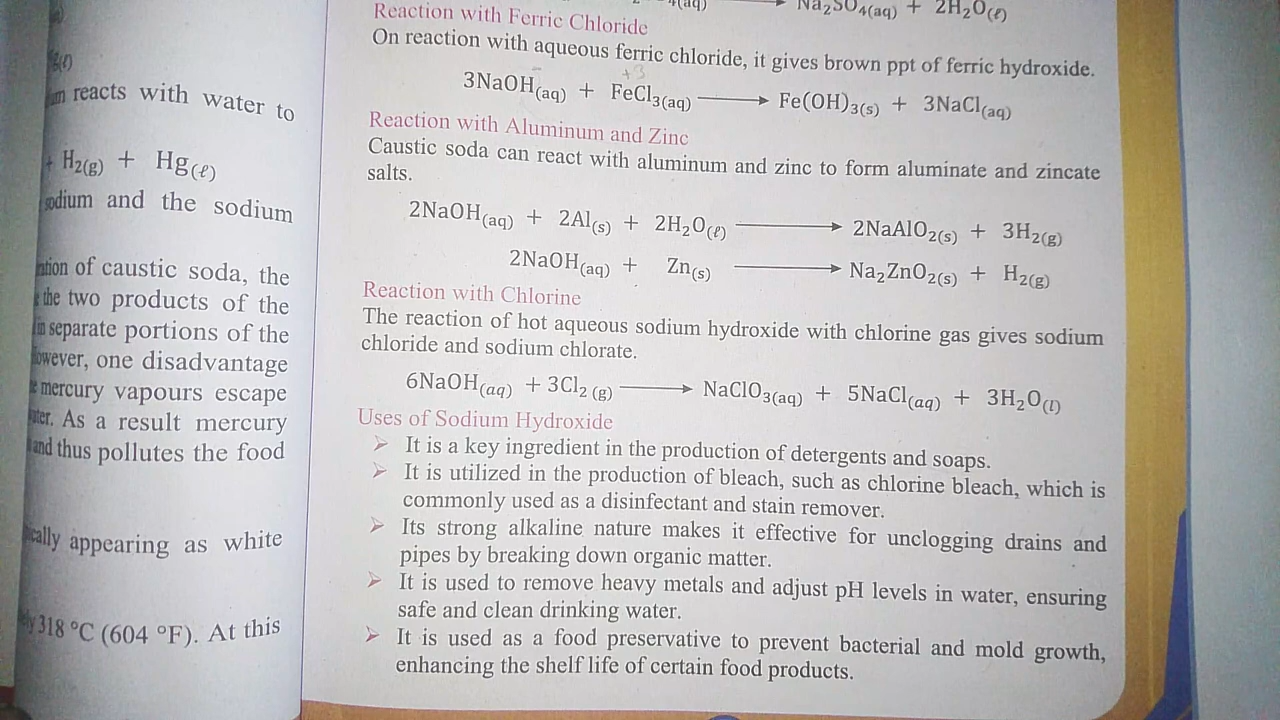 reacts with water to
H₂(g) + Hg(ℓ)
sodium and the sodium
of caustic soda, the
the two products of the
in separate portions of the
however, one disadvantage
mercury vapours escape
As a result mercury
and thus pollutes the food
appearing as white
318 °C (604 °F). At this
Na₂SO₄(aq) + 2H₂O(ℓ)
Reaction with Ferric Chloride
On reaction with aqueous ferric chloride, it gives brown ppt of ferric hydroxide.
+3
3NaOH(aq) + FeCl₃(aq) ⟶ Fe(OH)₃(s) + 3NaCl(aq)
Reaction with Aluminum and Zinc
Caustic soda can react with aluminum and zinc to form aluminate and zincate
salts.
2NaOH(aq) + 2Al(s) + 2H₂O(ℓ) ⟶ 2NaAlO₂(s) + 3H₂(g)
2NaOH(aq) + Zn(s) ⟶ Na₂ZnO₂(s) + H₂(g)
Reaction with Chlorine
The reaction of hot aqueous sodium hydroxide with chlorine gas gives sodium
chloride and sodium chlorate.
6NaOH(aq) + 3Cl₂ (g) ⟶ NaClO₃(aq) + 5NaCl(aq) + 3H₂O(l)
Uses of Sodium Hydroxide
➢ It is a key ingredient in the production of detergents and soaps.
➢ It is utilized in the production of bleach, such as chlorine bleach, which is
commonly used as a disinfectant and stain remover.
➢ Its strong alkaline nature makes it effective for unclogging drains and
pipes by breaking down organic matter.
➢ It is used to remove heavy metals and adjust pH levels in water, ensuring
safe and clean drinking water.
➢ It is used as a food preservative to prevent bacterial and mold growth,
enhancing the shelf life of certain food products.